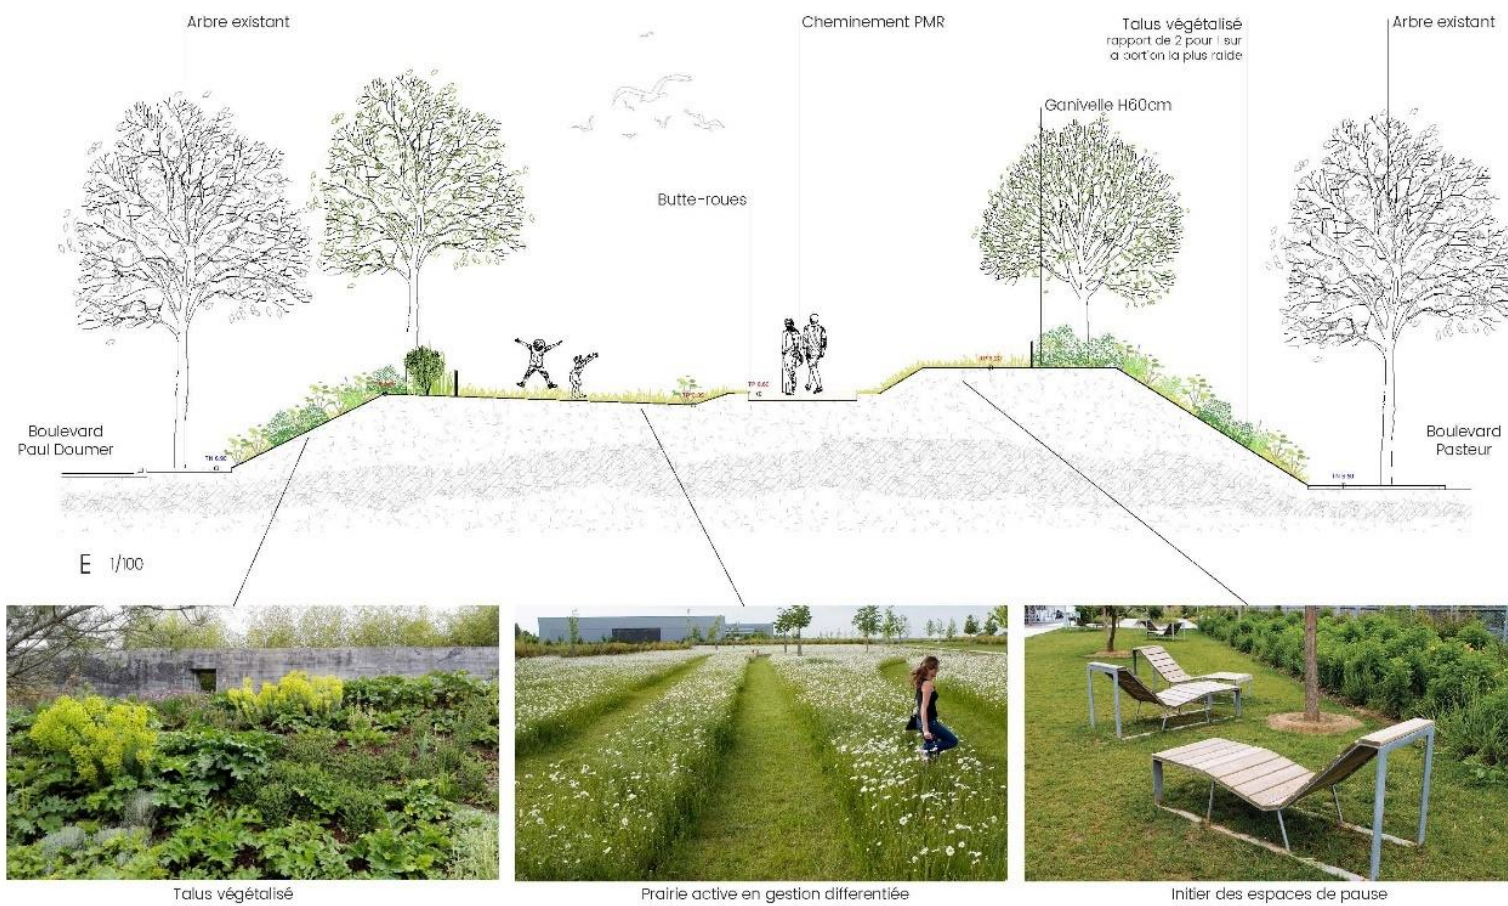 Arbre existant
Cheminement PMR
Talus végétalisé
rapport de 2 pour 1 sur
la plus raide
Arbre existant
Ganivelle H60cm
Butte-roues
Boulevard
Paul Doumer
Boulevard
Pasteur
E 1/100
Talus végétalisé
Prairie active en gestion differentiée
Initier des espaces de pause